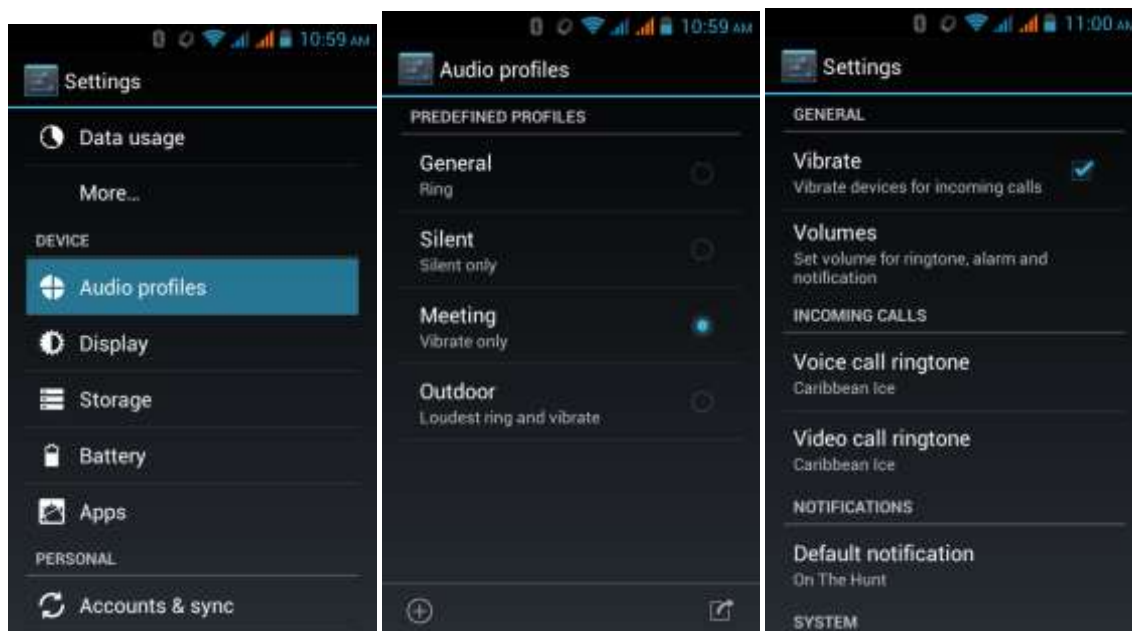 10:59 AM
Settings
Data usage
More...
DEVICE
Audio profiles
Display
Storage
Battery
Apps
PERSONAL
Accounts & sync
10:59 AM
Audio profiles
PREDEFINED PROFILES
General
Ring
Silent
Silent only
Meeting
Vibrate only
Outdoor
Loudest ring and vibrate
11:00 AM
Settings
GENERAL
Vibrate
Vibrate devices for incoming calls
Volumes
Set volume for ringtone, alarm and
notification
INCOMING CALLS
Voice call ringtone
Caribbean Ice
Video call ringtone
Caribbean Ice
NOTIFICATIONS
Default notification
On The Hunt
SYSTEM